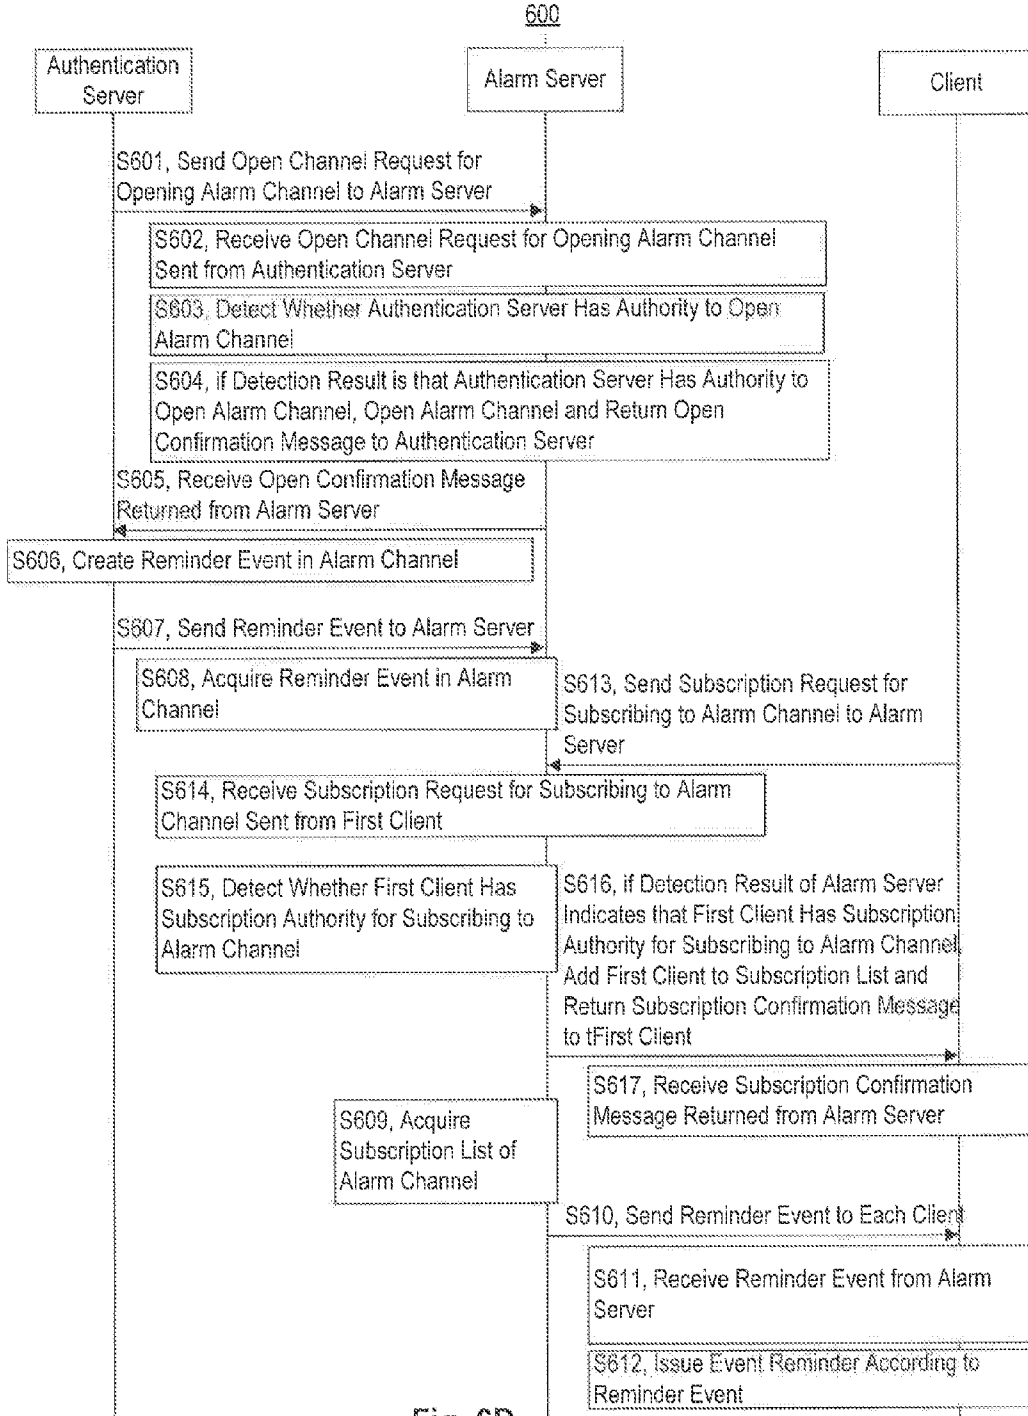 600
Authentication
Server
Alarm Server
Client
S601, Send Open Channel Request for
Opening Alarm Channel to Alarm Server
S602, Receive Open Channel Request for Opening Alarm Channel
Sent from Authentication Server
S603, Detect Whether Authentication Server Has Authority to Open
Alarm Channel
S604, if Detection Result is that Authentication Server Has Authority to
Open Alarm Channel, Open Alarm Channel and Return Open
Confirmation Message to Authentication Server
S605, Receive Open Confirmation Message
Returned from Alarm Server
S606, Create Reminder Event in Alarm Channel
S607, Send Reminder Event to Alarm Server
S608, Acquire Reminder Event in Alarm
Channel
S613, Send Subscription Request for
Subscribing to Alarm Channel to Alarm
Server
S614, Receive Subscription Request for Subscribing to Alarm
Channel Sent from First Client
S615, Detect Whether First Client Has
Subscription Authority for Subscribing to
Alarm Channel
S616, if Detection Result of Alarm Server
Indicates that First Client Has Subscription
Authority for Subscribing to Alarm Channel,
Add First Client to Subscription List and
Return Subscription Confirmation Message
to tFirst Client
S617, Receive Subscription Confirmation
Message Returned from Alarm Server
S609, Acquire
Subscription List of
Alarm Channel
S610, Send Reminder Event to Each Client
S611, Receive Reminder Event from Alarm
Server
S612, Issue Event Reminder According to
Reminder Event